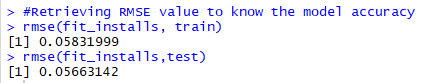 > #Retrieving RMSE value to know the model accuracy
> rmse(fit_installs, train)
[1] 0.05831999
> rmse(fit_installs,test)
[1] 0.05663142